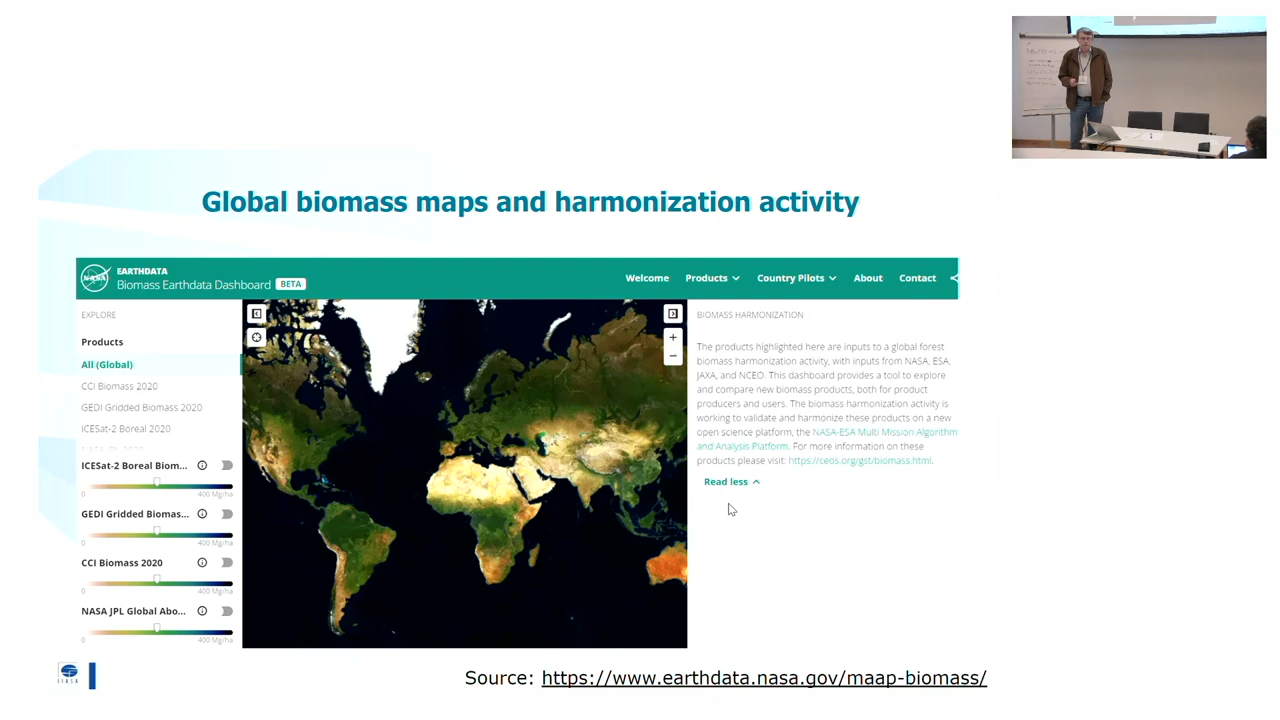 Global biomass maps and harmonization activity
NASA
EARTHDATA
Biomass Earthdata Dashboard BETA
Welcome Products Country Pilots About Contact
EXPLORE
Products
All (Global)
CCI Biomass 2020
GEDI Gridded Biomass 2020
ICESat-2 Boreal 2020
ICESat-2 Boreal Biom...
0 400 Mg/ha
GEDI Gridded Biomas...
0 400 Mg/ha
CCI Biomass 2020
0 400 Mg/ha
NASA JPL Global Abo...
0 400 Mg/ha
BIOMASS HARMONIZATION
The products highlighted here are inputs to a global forest
biomass harmonization activity, with inputs from NASA, ESA,
JAXA, and NCEO. This dashboard provides a tool to explore
and compare new biomass products, both for product
producers and users. The biomass harmonization activity is
working to validate and harmonize these products on a new
open science platform, the NASA-ESA Multi Mission Algorithm
and Analysis Platform. For more information on these
products please visit: https://ceos.org/gst/biomass.html.
Read less
Source: https://www.earthdata.nasa.gov/maap-biomass/